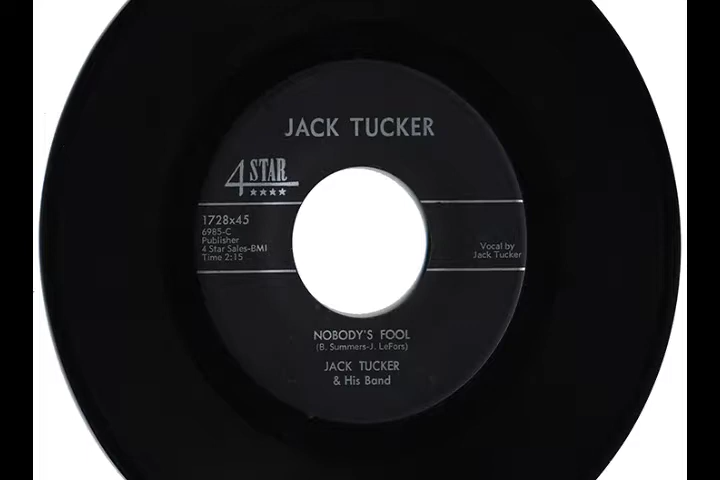 JACK TUCKER
4 STAR
★★★★
1728x45
6985-C
Publisher
4 Star Sales-BMI
Time 2:15
Vocal by
Jack Tucker
NOBODY'S FOOL
(B. Summers-J. LeFors)
JACK TUCKER
& His Band